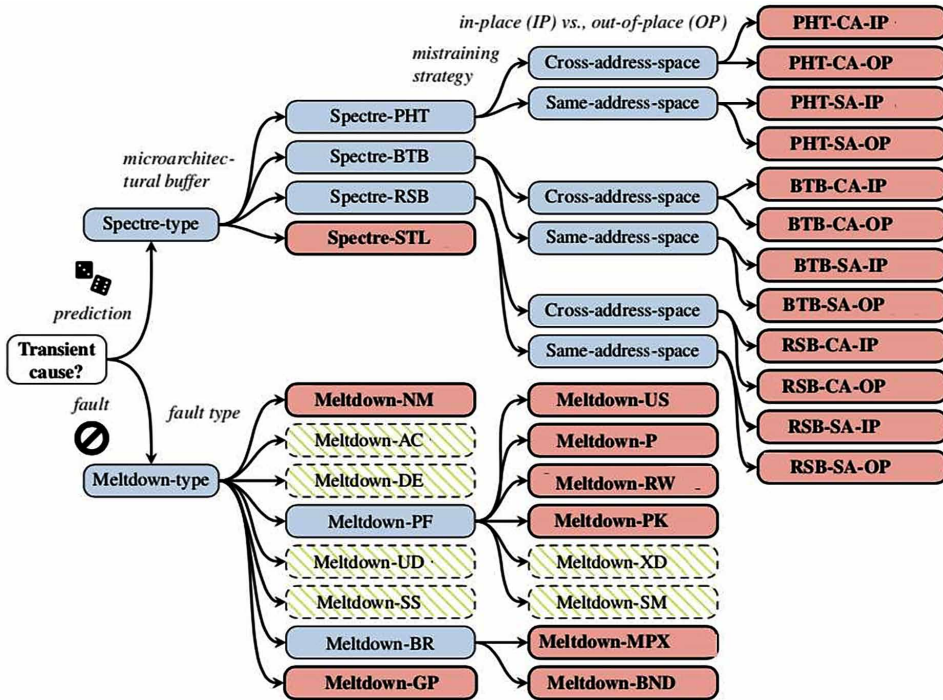 in-place (IP) vs., out-of-place (OP)
PHT-CA-IP
mistraining
strategy
Cross-address-space
PHT-CA-OP
Spectre-PHT
Same-address-space
PHT-SA-IP
PHT-SA-OP
microarchitec-
tural buffer
Spectre-BTB
Spectre-RSB
Cross-address-space
BTB-CA-IP
Spectre-type
BTB-CA-OP
Spectre-STL
Same-address-space
BTB-SA-IP
BTB-SA-OP
prediction
Cross-address-space
RSB-CA-IP
Transient
cause?
Same-address-space
RSB-CA-OP
RSB-SA-IP
RSB-SA-OP
fault
fault type
Meltdown-NM
Meltdown-US
Meltdown-AC
Meltdown-P
Meltdown-type
Meltdown-DE
Meltdown-RW
Meltdown-PF
Meltdown-PK
Meltdown-UD
Meltdown-XD
Meltdown-SS
Meltdown-SM
Meltdown-BR
Meltdown-MPX
Meltdown-GP
Meltdown-BND